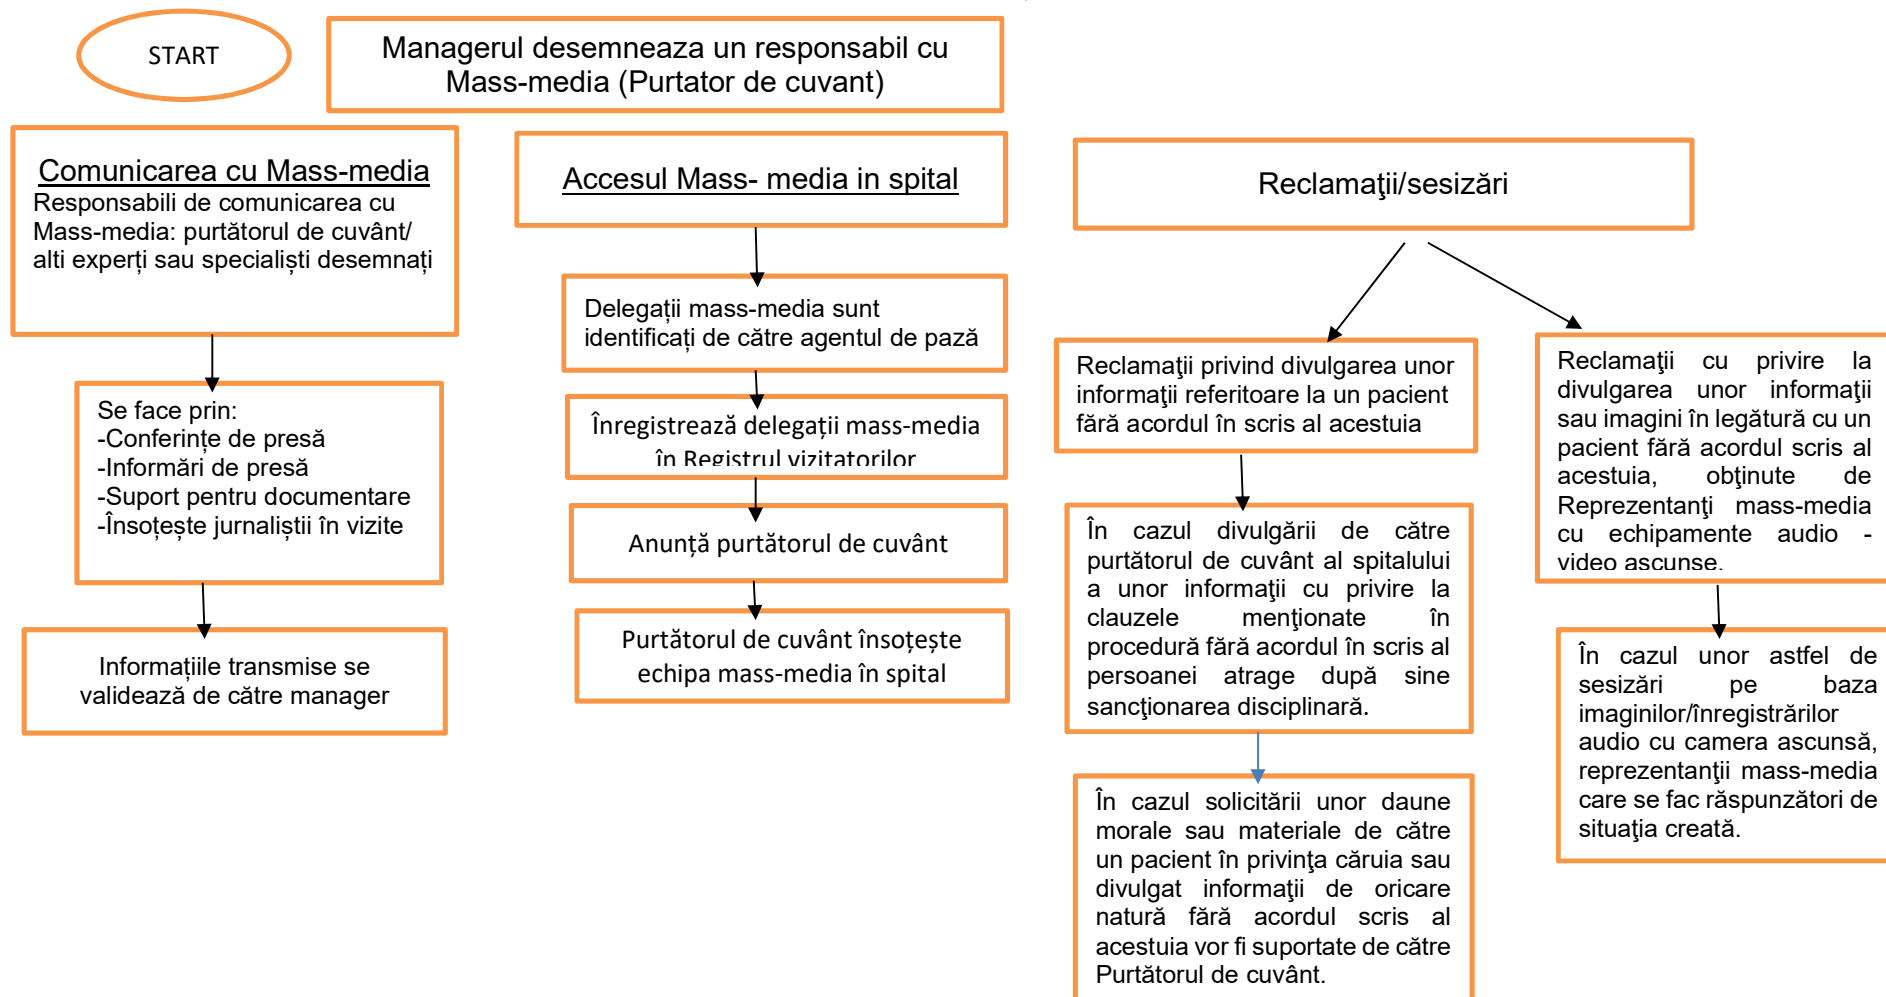 START
Managerul desemneaza un responsabil cu
Mass-media (Purtator de cuvant)
Comunicarea cu Mass-media
Responsabili de comunicarea cu
Mass-media: purtătorul de cuvânt/
alti experți sau specialiști desemnați
Se face prin:
-Conferințe de presă
-Informări de presă
-Suport pentru documentare
-Însoțește jurnaliștii în vizite
Informațiile transmise se
validează de către manager
Accesul Mass- media in spital
Delegații mass-media sunt
identificați de către agentul de pază
Înregistrează delegații mass-media
în Registrul vizitatorilor
Anunță purtătorul de cuvânt
Purtătorul de cuvânt însoțește
echipa mass-media în spital
Reclamaţii/sesizări
Reclamaţii privind divulgarea unor
informaţii referitoare la un pacient
fără acordul în scris al acestuia
În cazul divulgării de către
purtătorul de cuvânt al spitalului
a unor informaţii cu privire la
clauzele menţionate în
procedură fără acordul în scris al
persoanei atrage după sine
sancţionarea disciplinară.
În cazul solicitării unor daune
morale sau materiale de către
un pacient în privinţa căruia sau
divulgat informaţii de oricare
natură fără acordul scris al
acestuia vor fi suportate de către
Purtătorul de cuvânt.
Reclamaţii cu privire la
divulgarea unor informaţii
sau imagini în legătură cu un
pacient fără acordul scris al
acestuia, obţinute de
Reprezentanţi mass-media
cu echipamente audio -
video ascunse.
În cazul unor astfel de
sesizări pe baza
imaginilor/înregistrărilor
audio cu camera ascunsă,
reprezentanţii mass-media
care se fac răspunzători de
situaţia creată.